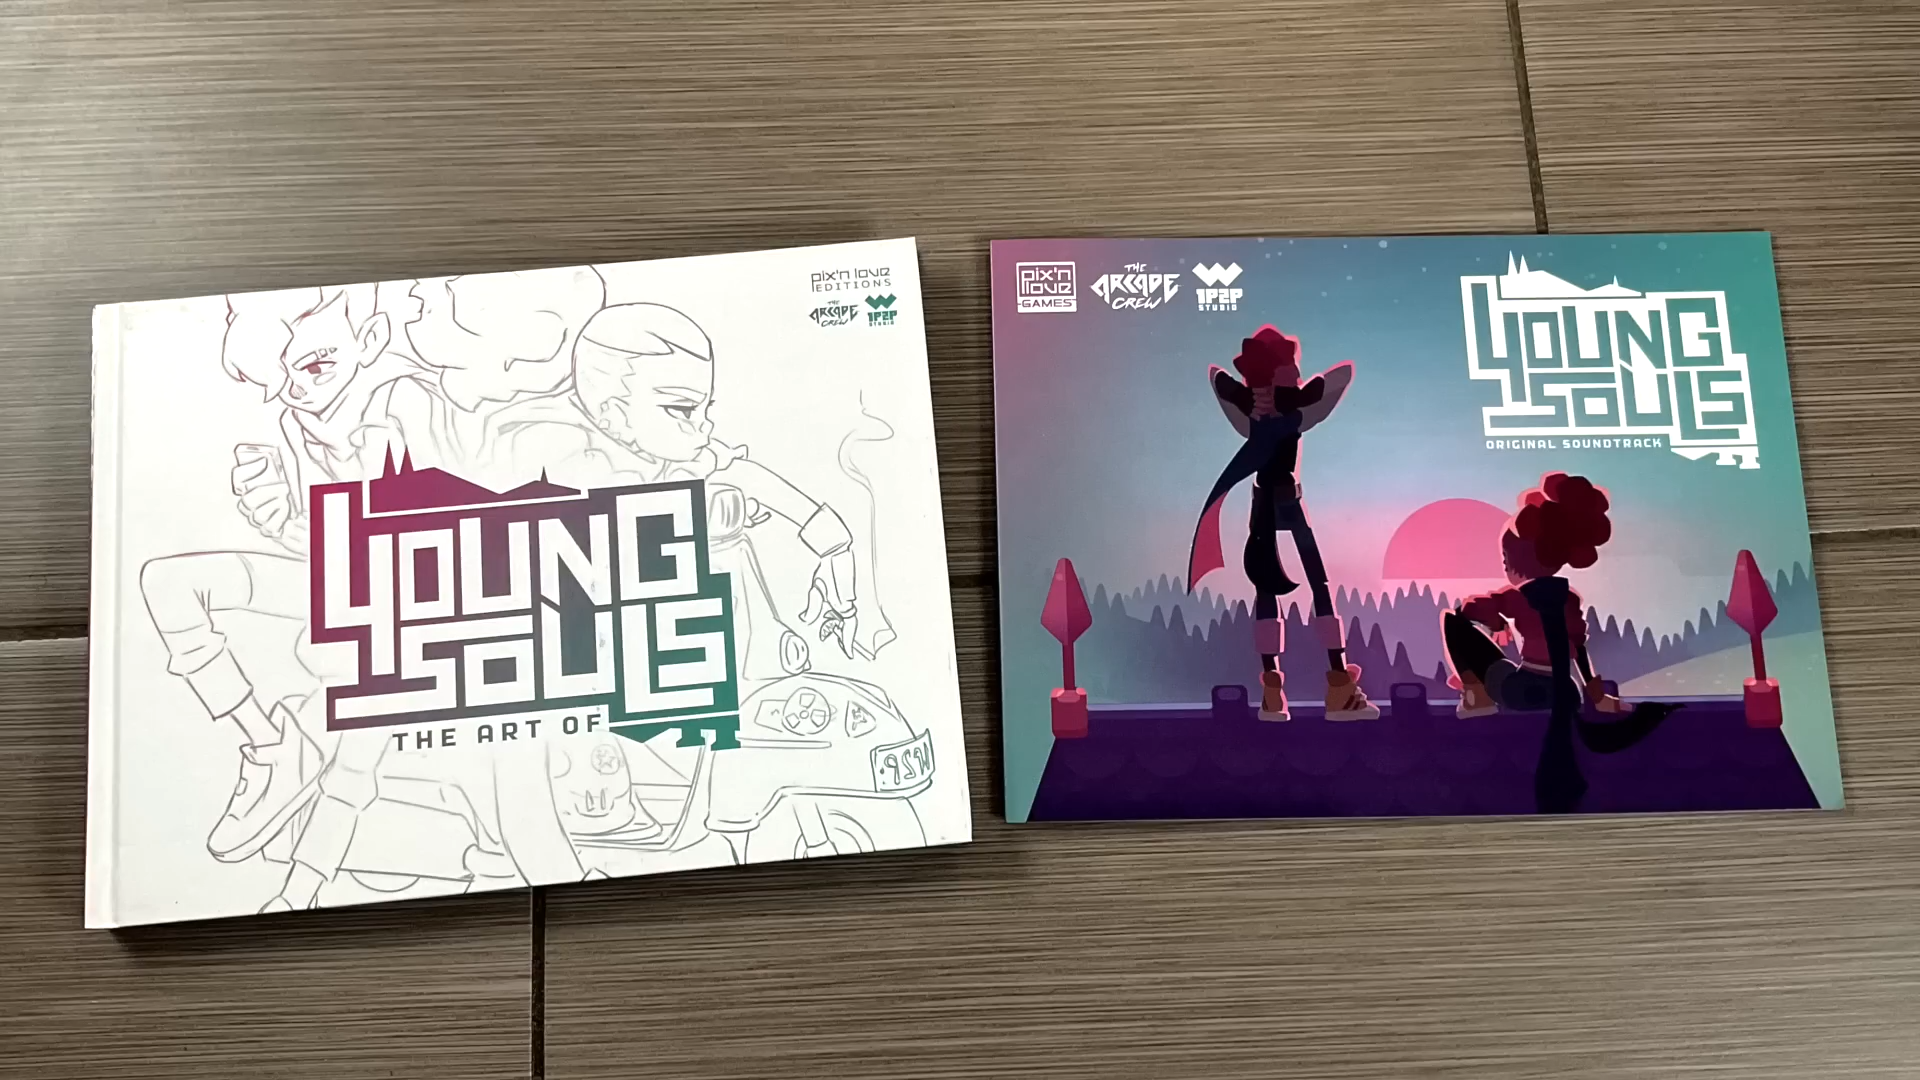 pix'n love
EDITIONS
THE
ARCADE
CREW
1P2P
STUDIO
YOUNG
SOULS
THE ART OF
pix'n
love
GAMES
THE
ARCADE
CREW
1P2P
STUDIO
YOUNG
SOULS
ORIGINAL SOUNDTRACK